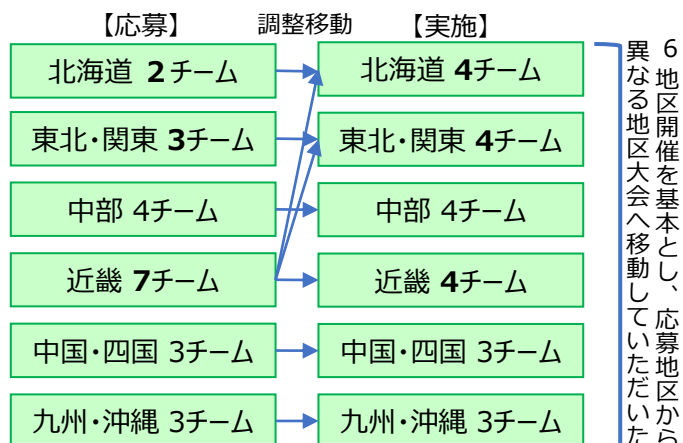 【応募】 調整移動 【実施】
北海道 2チーム 北海道 4チーム
東北・関東 3チーム 東北・関東 4チーム
中部 4チーム 中部 4チーム
近畿 7チーム 近畿 4チーム
中国・四国 3チーム 中国・四国 3チーム
九州・沖縄 3チーム 九州・沖縄 3チーム
6地区開催を基本とし、応募地区から
異なる地区大会へ移動していただいた